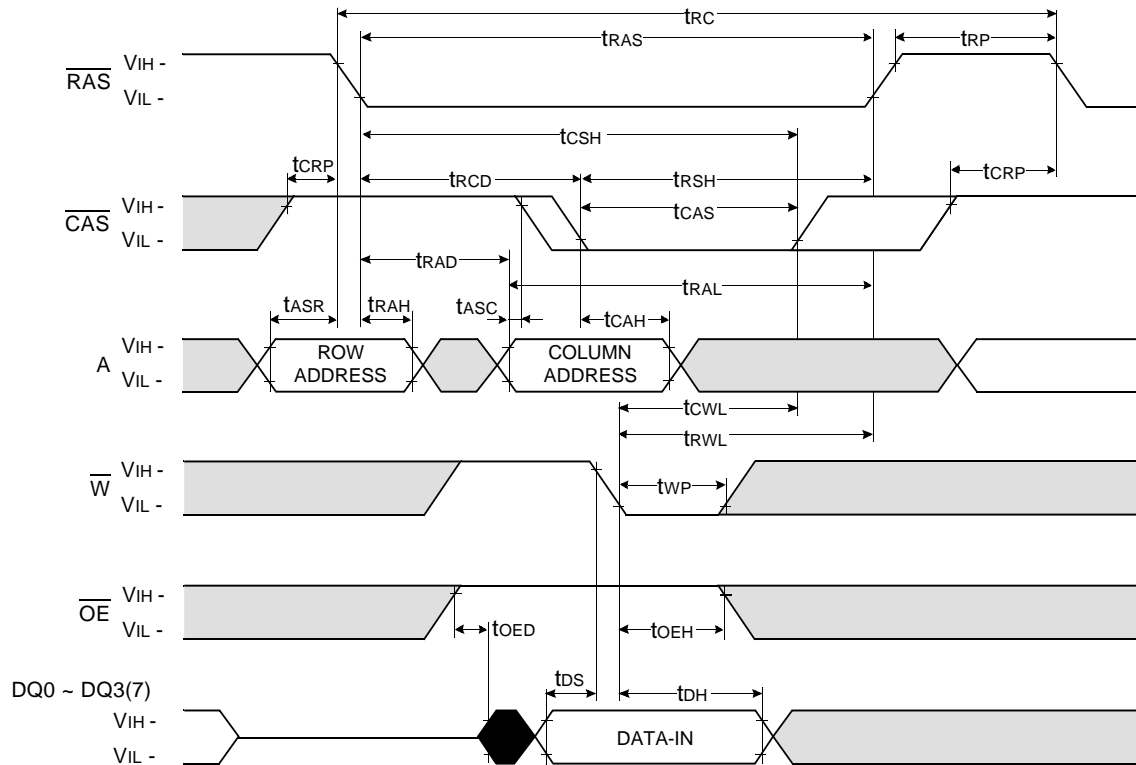 tRC
tRAS
tRP
RAS
VIH -
VIL -
tCSH
tCRP
tRCD
tRSH
tCRP
CAS
VIH -
VIL -
tCAS
tRAD
tRAL
tASR
tRAH
tASC
tCAH
A
VIH -
VIL -
ROW
ADDRESS
COLUMN
ADDRESS
tCWL
tRWL
W
VIH -
VIL -
tWP
OE
VIH -
VIL -
tOED
tOEH
DQ0 ~ DQ3(7)
tDS
tDH
VIH -
VIL -
DATA-IN